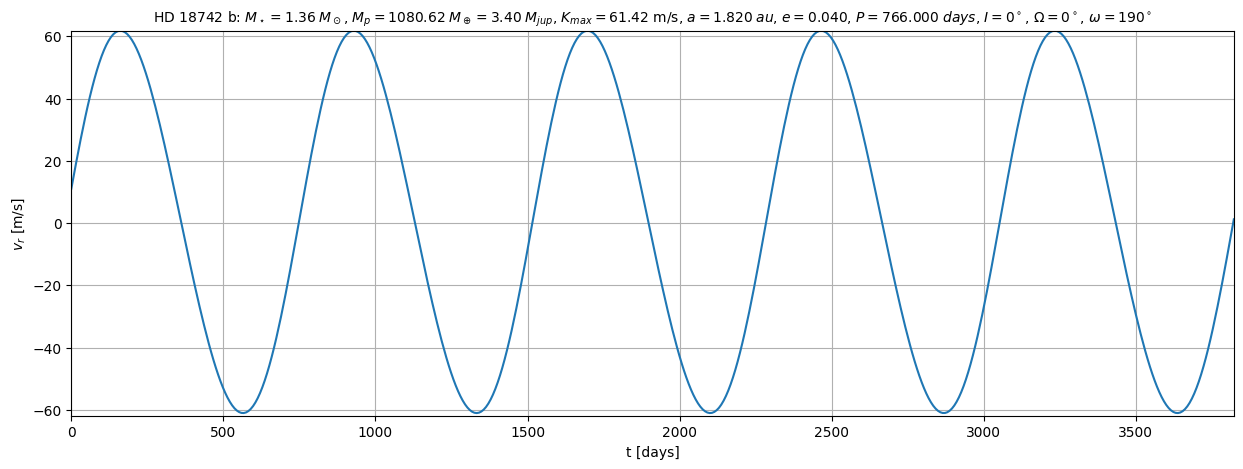 HD 18742 b: M⋆ = 1.36 M⊙, Mp = 1080.62 M⊕ = 3.40 Mjup, Kmax = 61.42 m/s, a = 1.820 au, e = 0.040, P = 766.000 days, I = 0°, Ω = 0°, ω = 190°
60
40
20
0
−20
−40
−60
vr [m/s]
0 500 1000 1500 2000 2500 3000 3500
t [days]